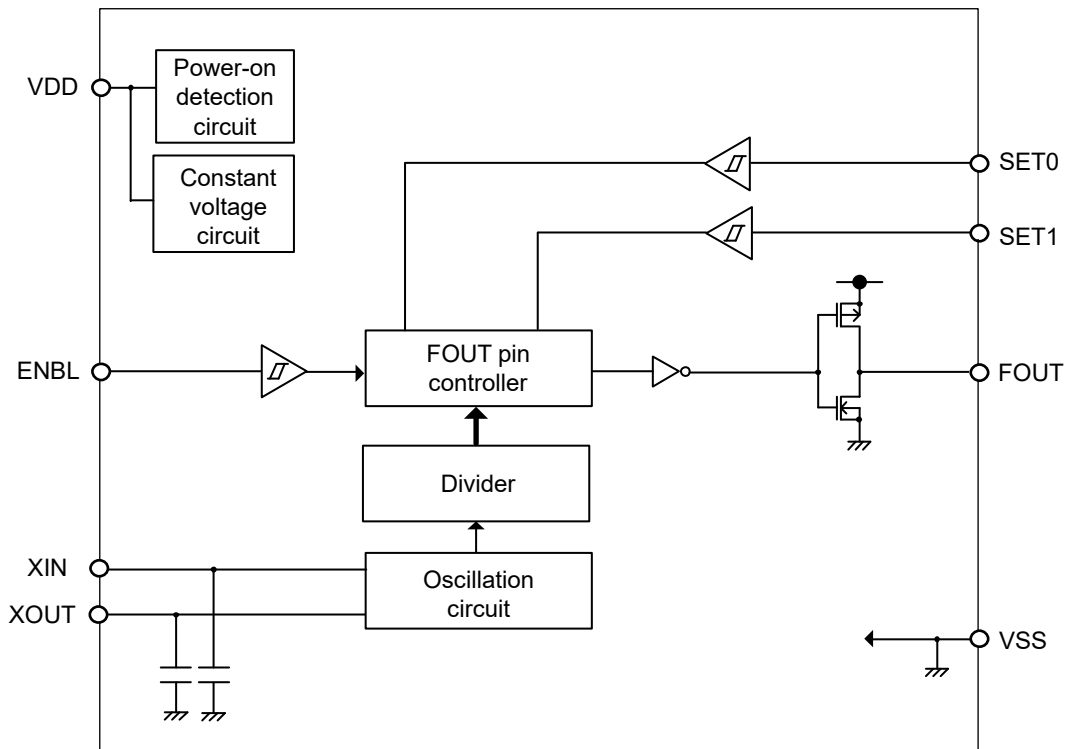 VDD
Power-on
detection
circuit
Constant
voltage
circuit
SET0
SET1
ENBL
FOUT pin
controller
FOUT
Divider
XIN
XOUT
Oscillation
circuit
VSS